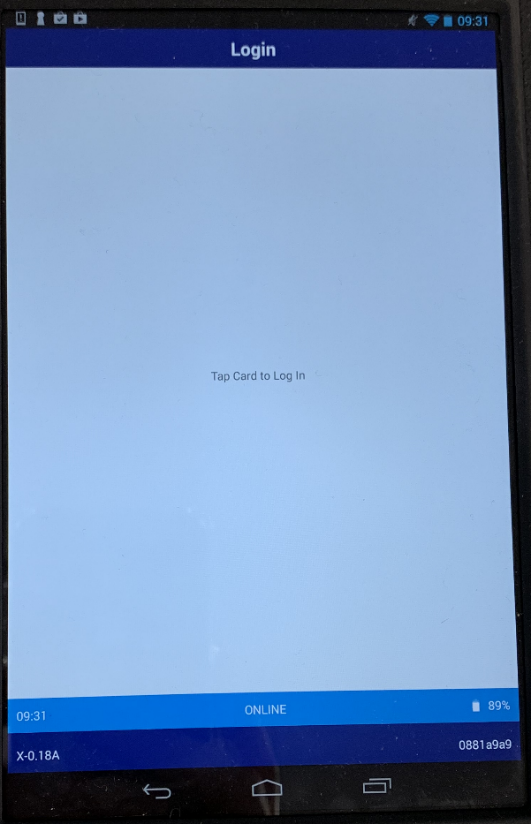 09:31
Login
Tap Card to Log In
09:31 ONLINE 89%
X-0.18A 0881a9a9